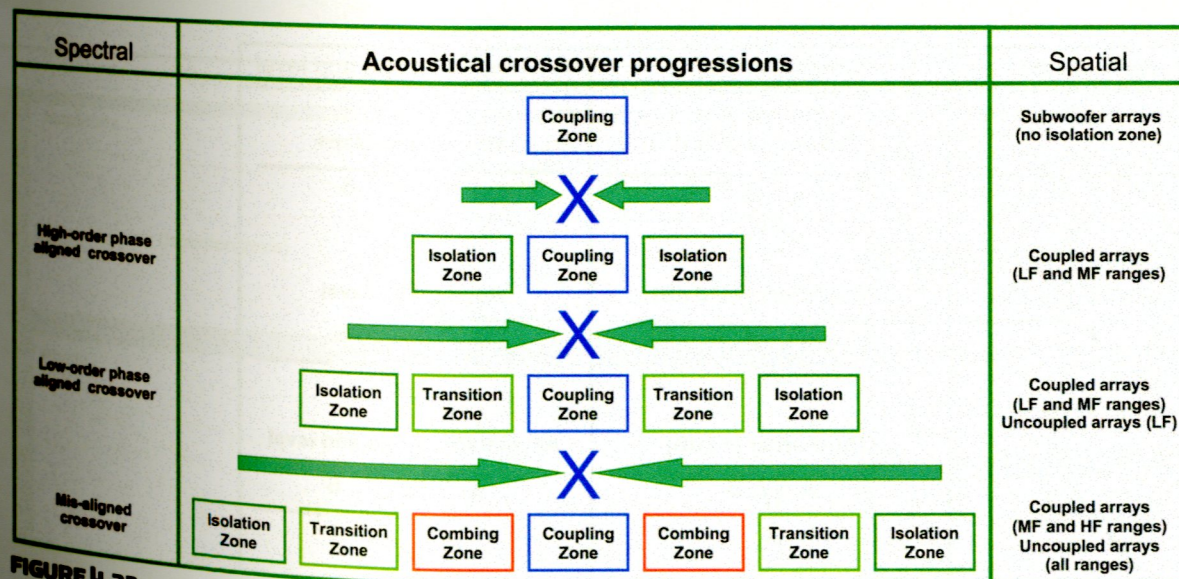 Spectral
Acoustical crossover progressions
Spatial
Coupling
Zone
Subwoofer arrays
(no isolation zone)
X
High-order phase
aligned crossover
Isolation
Zone
Coupling
Zone
Isolation
Zone
Coupled arrays
(LF and MF ranges)
X
Low-order phase
aligned crossover
Isolation
Zone
Transition
Zone
Coupling
Zone
Transition
Zone
Isolation
Zone
Coupled arrays
(LF and MF ranges)
Uncoupled arrays (LF)
X
Mis-aligned
crossover
Isolation
Zone
Transition
Zone
Combing
Zone
Coupling
Zone
Combing
Zone
Transition
Zone
Isolation
Zone
Coupled arrays
(MF and HF ranges)
Uncoupled arrays
(all ranges)
FIGURE